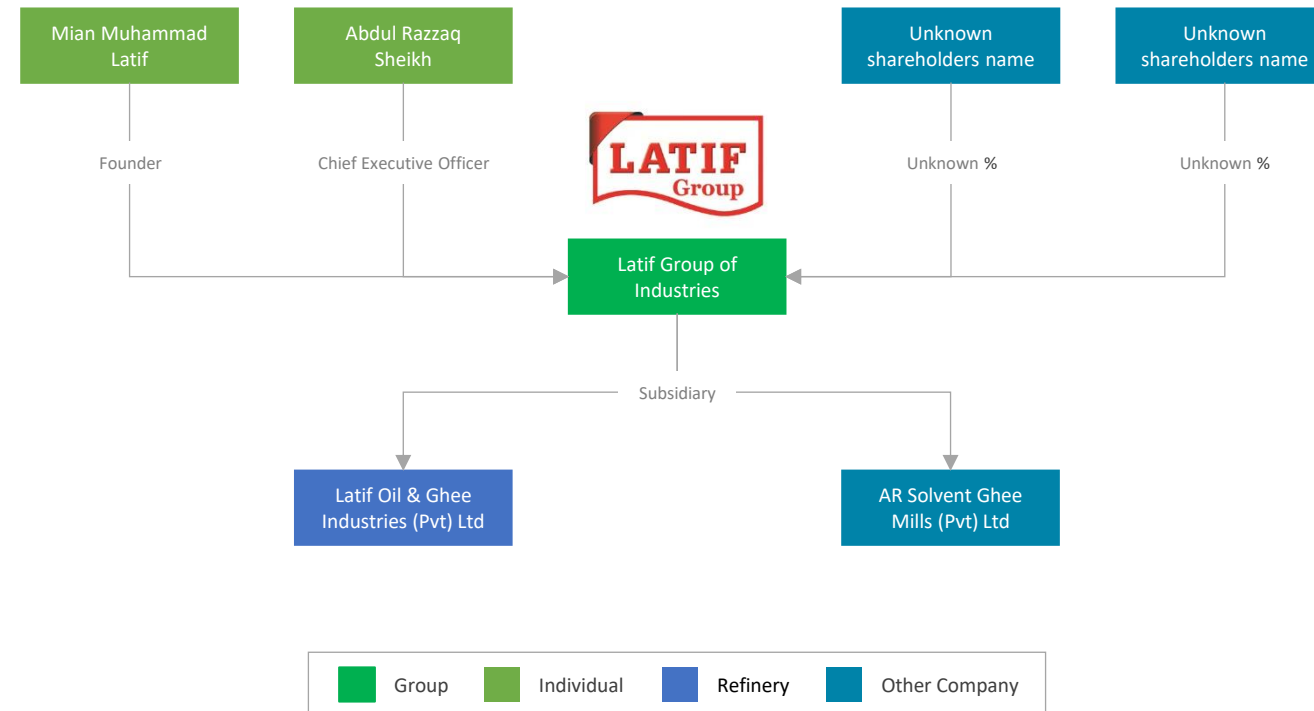 Mian Muhammad
Latif
Abdul Razzaq
Sheikh
Unknown
shareholders name
Unknown
shareholders name
Founder
Chief Executive Officer
Unknown %
Unknown %
LATIF
Group
Latif Group of
Industries
Subsidiary
Latif Oil & Ghee
Industries (Pvt) Ltd
AR Solvent Ghee
Mills (Pvt) Ltd
Group
Individual
Refinery
Other Company